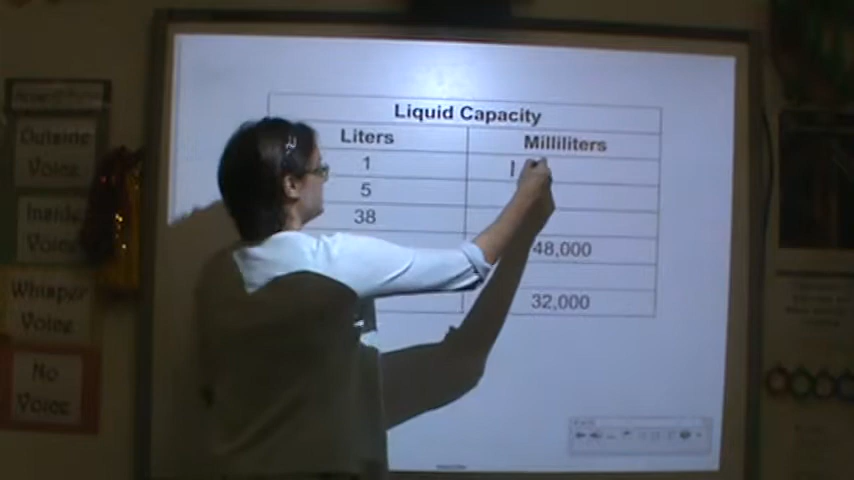 Outside
Voice
Inside
Voice
Whisper
Voice
No
Voice
Liquid Capacity
Liters Milliliters
1 1
5
38
48,000
32,000